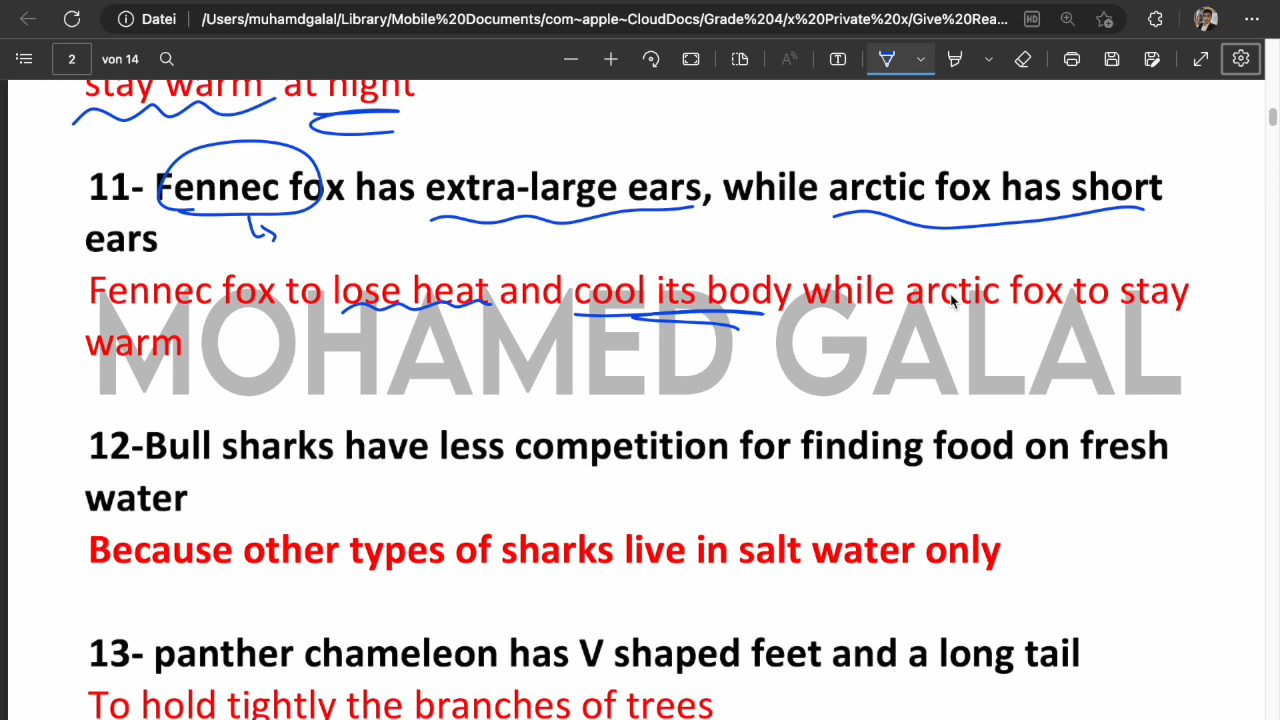 Datei
/Users/muhamdgalal/Library/Mobile%20Documents/com~apple~CloudDocs/Grade%204/x%20Private%20x/Give%20Rea...
HD
2 von 14
stay warm at night
11- Fennec fox has extra-large ears, while arctic fox has short
ears
Fennec fox to lose heat and cool its body while arctic fox to stay
warm
MOHAMED GALAL
12-Bull sharks have less competition for finding food on fresh
water
Because other types of sharks live in salt water only
13- panther chameleon has V shaped feet and a long tail
To hold tightly the branches of trees